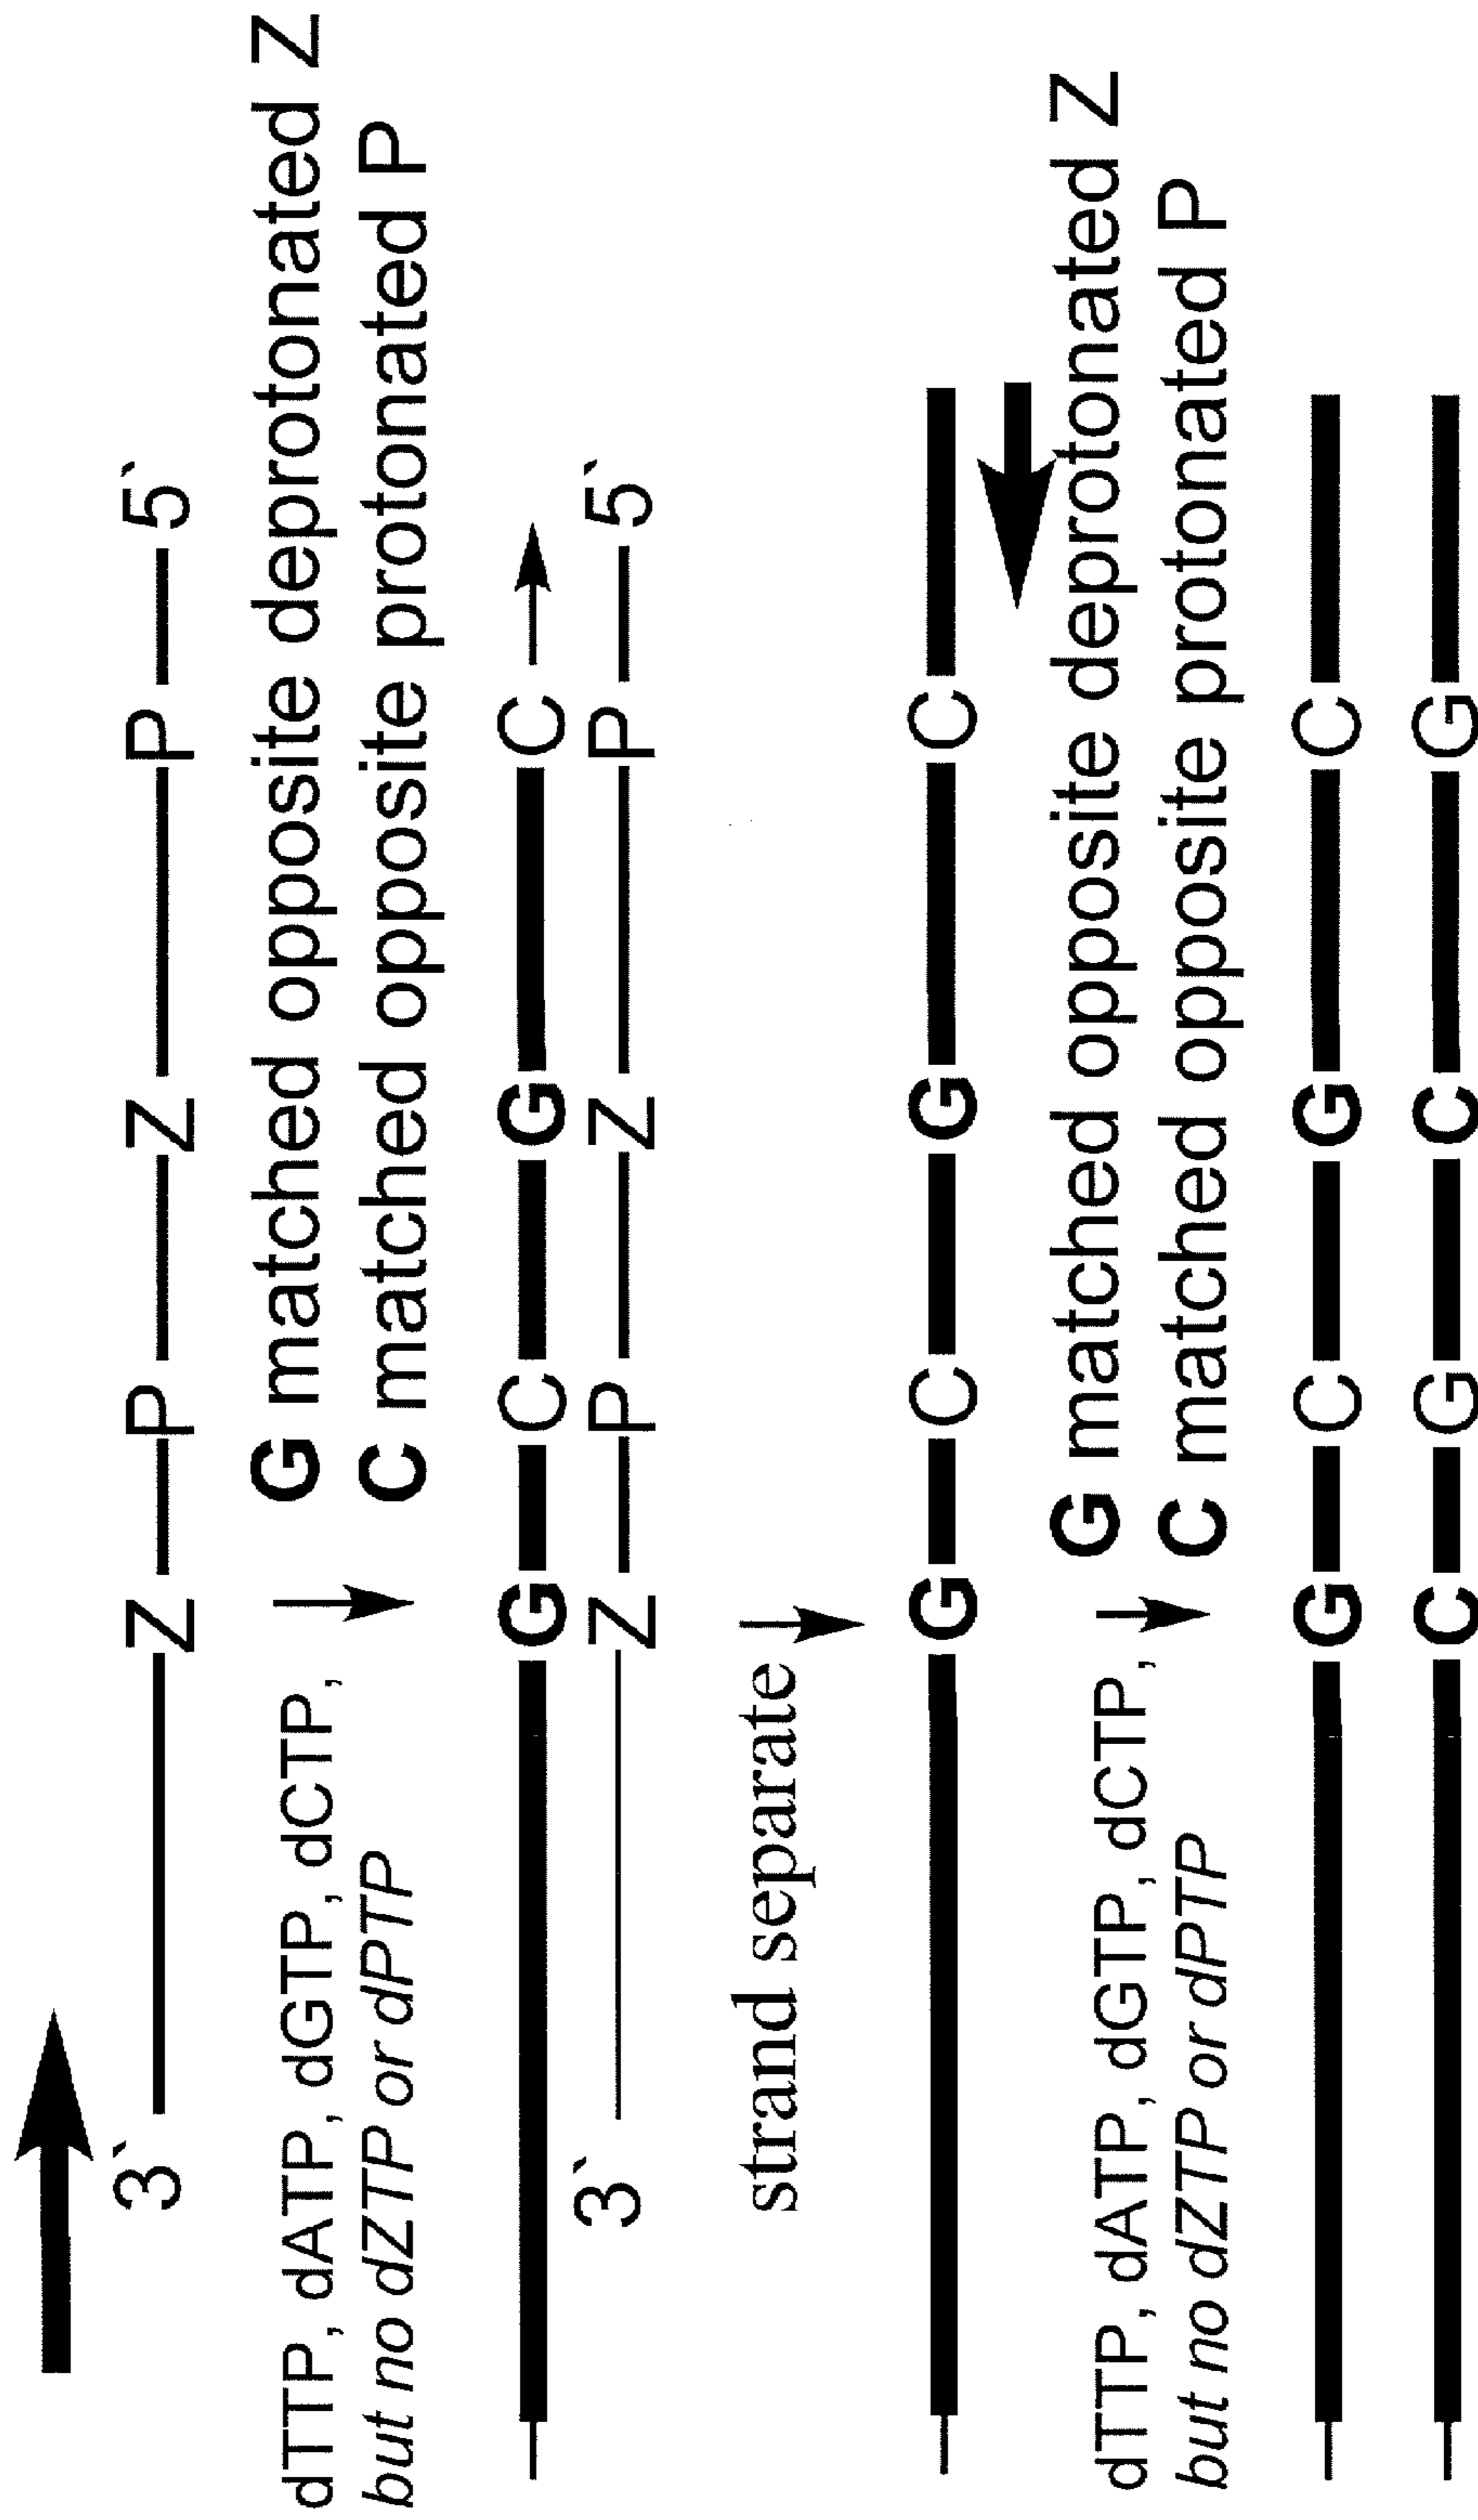 3` Z P Z P 5`
dTTP, dATP, dGTP, dCTP,
but no dZTP or dPTP
G matched opposite deprotonated Z
C matched opposite protonated P
G C G C
3` Z P Z P 5`
strand separate
G C G C
dTTP, dATP, dGTP, dCTP,
but no dZTP or dPTP
G matched opposite deprotonated Z
C matched opposite protonated P
G C G C
C G C G